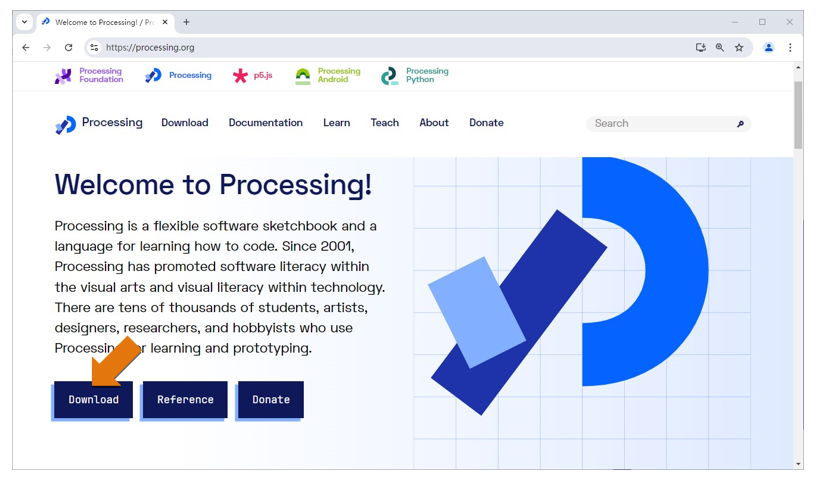 Welcome to Processing! / Pr
https://processing.org
Processing Foundation
Processing
p5.js
Processing Android
Processing Python
Processing
Download
Documentation
Learn
Teach
About
Donate
Search
Welcome to Processing!
Processing is a flexible software sketchbook and a
language for learning how to code. Since 2001,
Processing has promoted software literacy within
the visual arts and visual literacy within technology.
There are tens of thousands of students, artists,
designers, researchers, and hobbyists who use
Processing for learning and prototyping.
Download
Reference
Donate